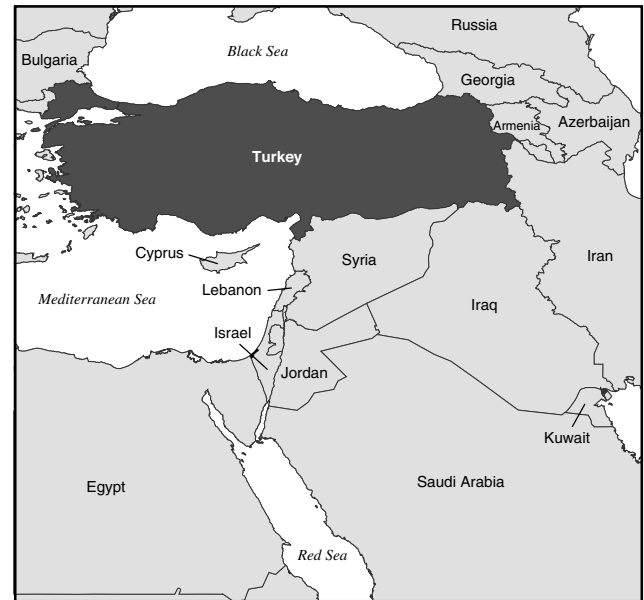 Russia
Black Sea
Bulgaria
Georgia
Armenia
Azerbaijan
Turkey
Cyprus
Syria
Iran
Lebanon
Mediterranean Sea
Iraq
Israel
Jordan
Kuwait
Egypt
Saudi Arabia
Red Sea